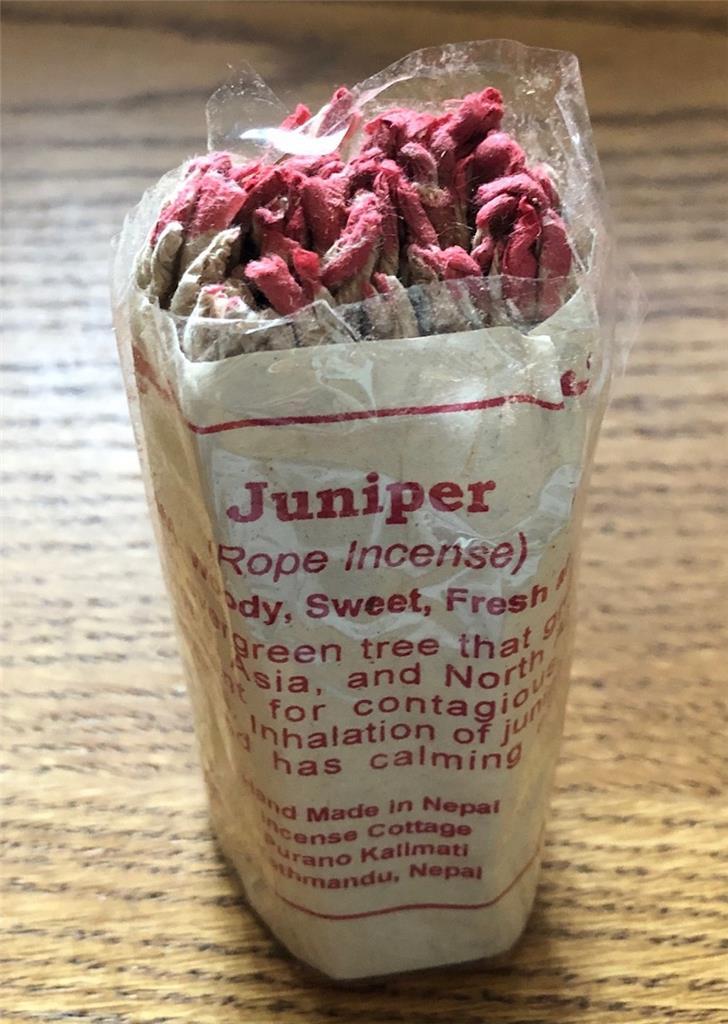 Juniper
(Rope Incense)
Sweet, Fresh
green tree that
Asia, and North
for contagious
Inhalation of
has calming
Hand Made in Nepal
Incense Cottage
Purano Kalimati
Kathmandu, Nepal